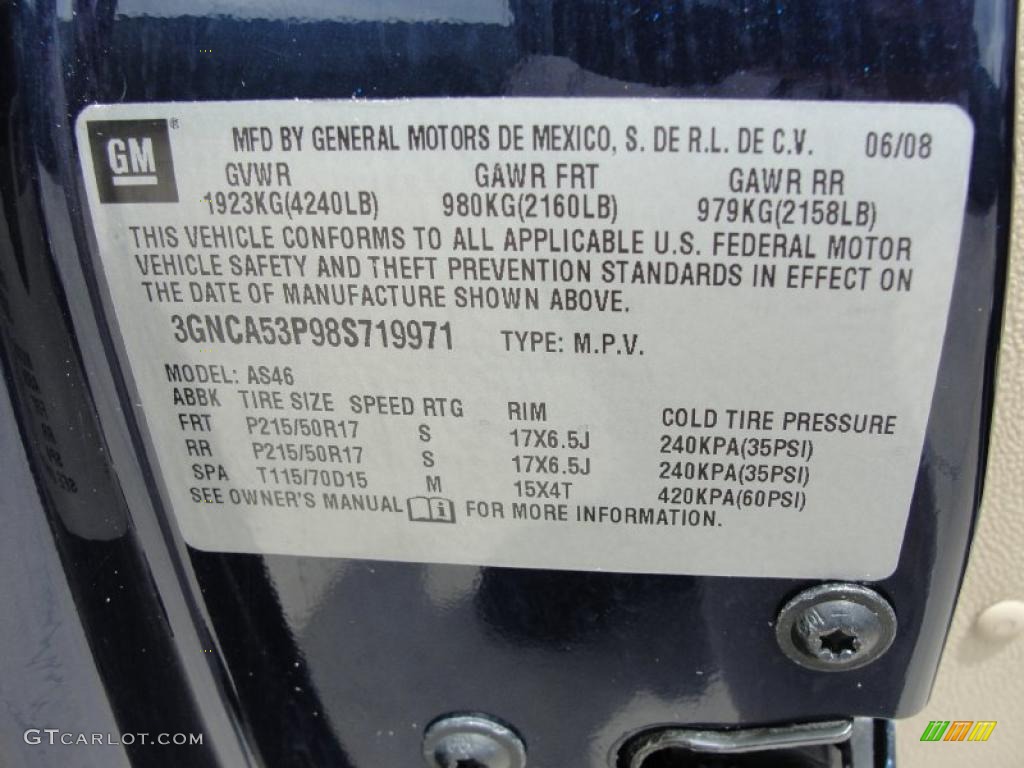 GM® MFD BY GENERAL MOTORS DE MEXICO, S. DE R.L. DE C.V. 06/08
GVWR GAWR FRT GAWR RR
1923KG(4240LB) 980KG(2160LB) 979KG(2158LB)
THIS VEHICLE CONFORMS TO ALL APPLICABLE U.S. FEDERAL MOTOR
VEHICLE SAFETY AND THEFT PREVENTION STANDARDS IN EFFECT ON
THE DATE OF MANUFACTURE SHOWN ABOVE.
3GNCA53P98S719971 TYPE: M.P.V.
MODEL: AS46
ABBK TIRE SIZE SPEED RTG RIM COLD TIRE PRESSURE
FRT P215/50R17 S 17X6.5J 240KPA(35PSI)
RR P215/50R17 S 17X6.5J 240KPA(35PSI)
SPA T115/70D15 M 15X4T 420KPA(60PSI)
SEE OWNER'S MANUAL i FOR MORE INFORMATION.
GTCARLOT.COM